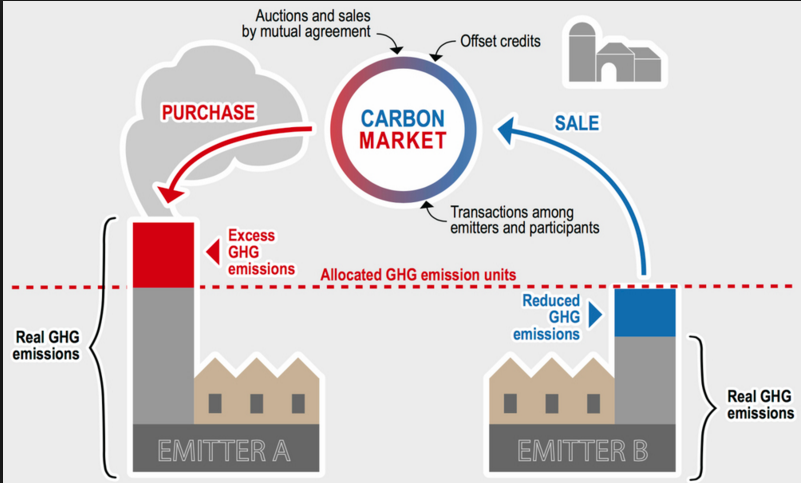 Auctions and sales
by mutual agreement
Offset credits
PURCHASE
CARBON
MARKET
SALE
Transactions among
emitters and participants
Excess
GHG
emissions
Allocated GHG emission units
Reduced
GHG
emissions
Real GHG
emissions
Real GHG
emissions
EMITTER A
EMITTER B